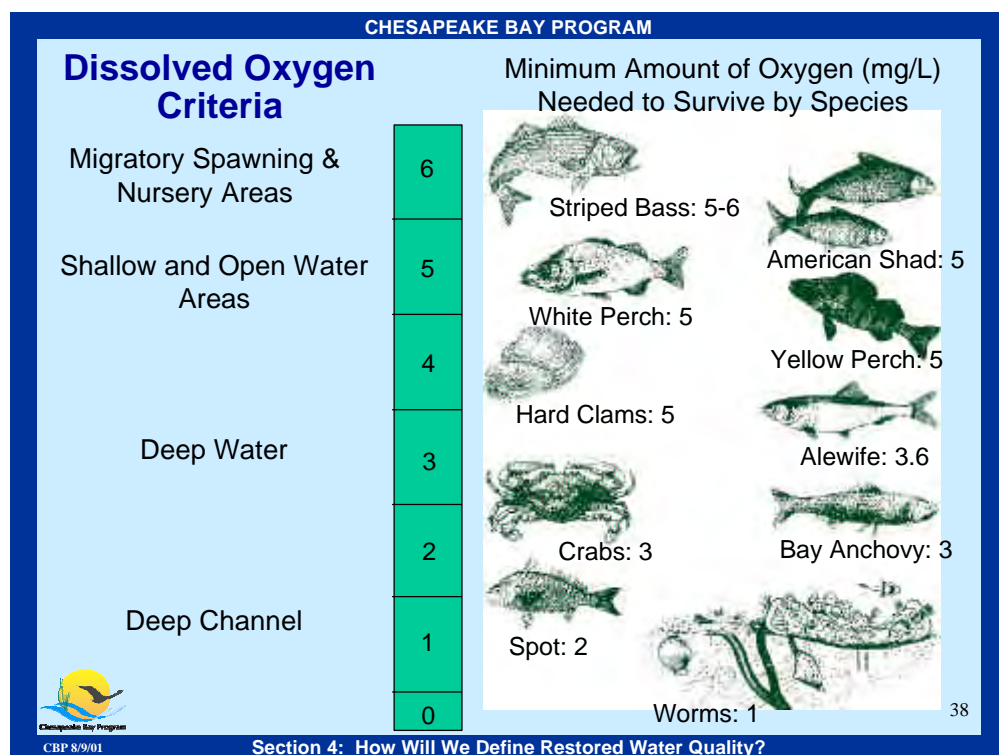 CHESAPEAKE BAY PROGRAM
Dissolved Oxygen
Criteria
Minimum Amount of Oxygen (mg/L)
Needed to Survive by Species
Migratory Spawning &
Nursery Areas
Shallow and Open Water
Areas
Deep Water
Deep Channel
6
5
4
3
2
1
0
Striped Bass: 5-6
American Shad: 5
White Perch: 5
Yellow Perch: 5
Hard Clams: 5
Alewife: 3.6
Crabs: 3
Bay Anchovy: 3
Spot: 2
Worms: 1
38
Chesapeake Bay Program
CBP 8/9/01
Section 4: How Will We Define Restored Water Quality?